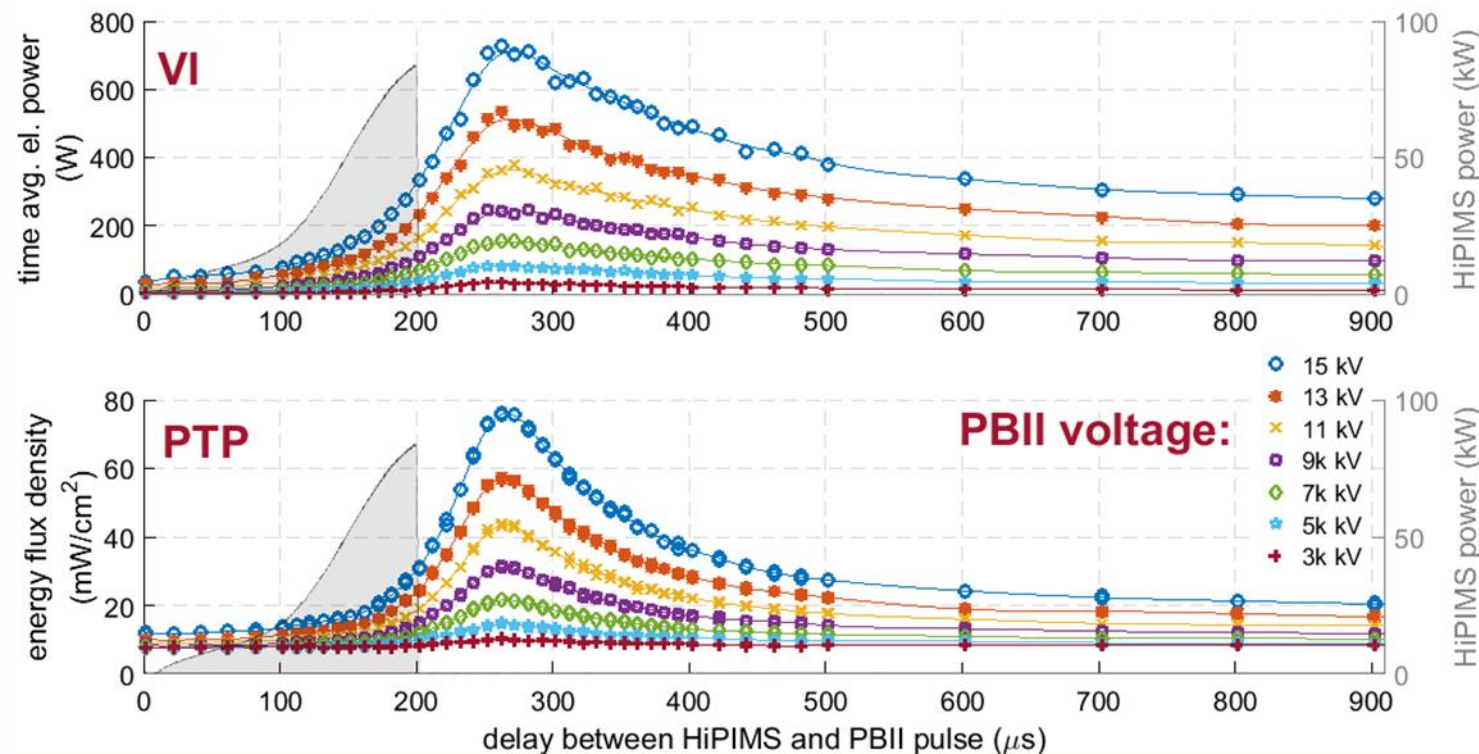 VI
time avg. el. power
(W)
800
600
400
200
0
0 100 200 300 400 500 600 700 800 900
100
50
0
HiPIMS power (kW)
PTP
energy flux density
(mW/cm²)
80
60
40
20
0
0 100 200 300 400 500 600 700 800 900
delay between HiPIMS and PBII pulse (μs)
100
50
0
HiPIMS power (kW)
PBII voltage:
15 kV
13 kV
11 kV
9k kV
7k kV
5k kV
3k kV